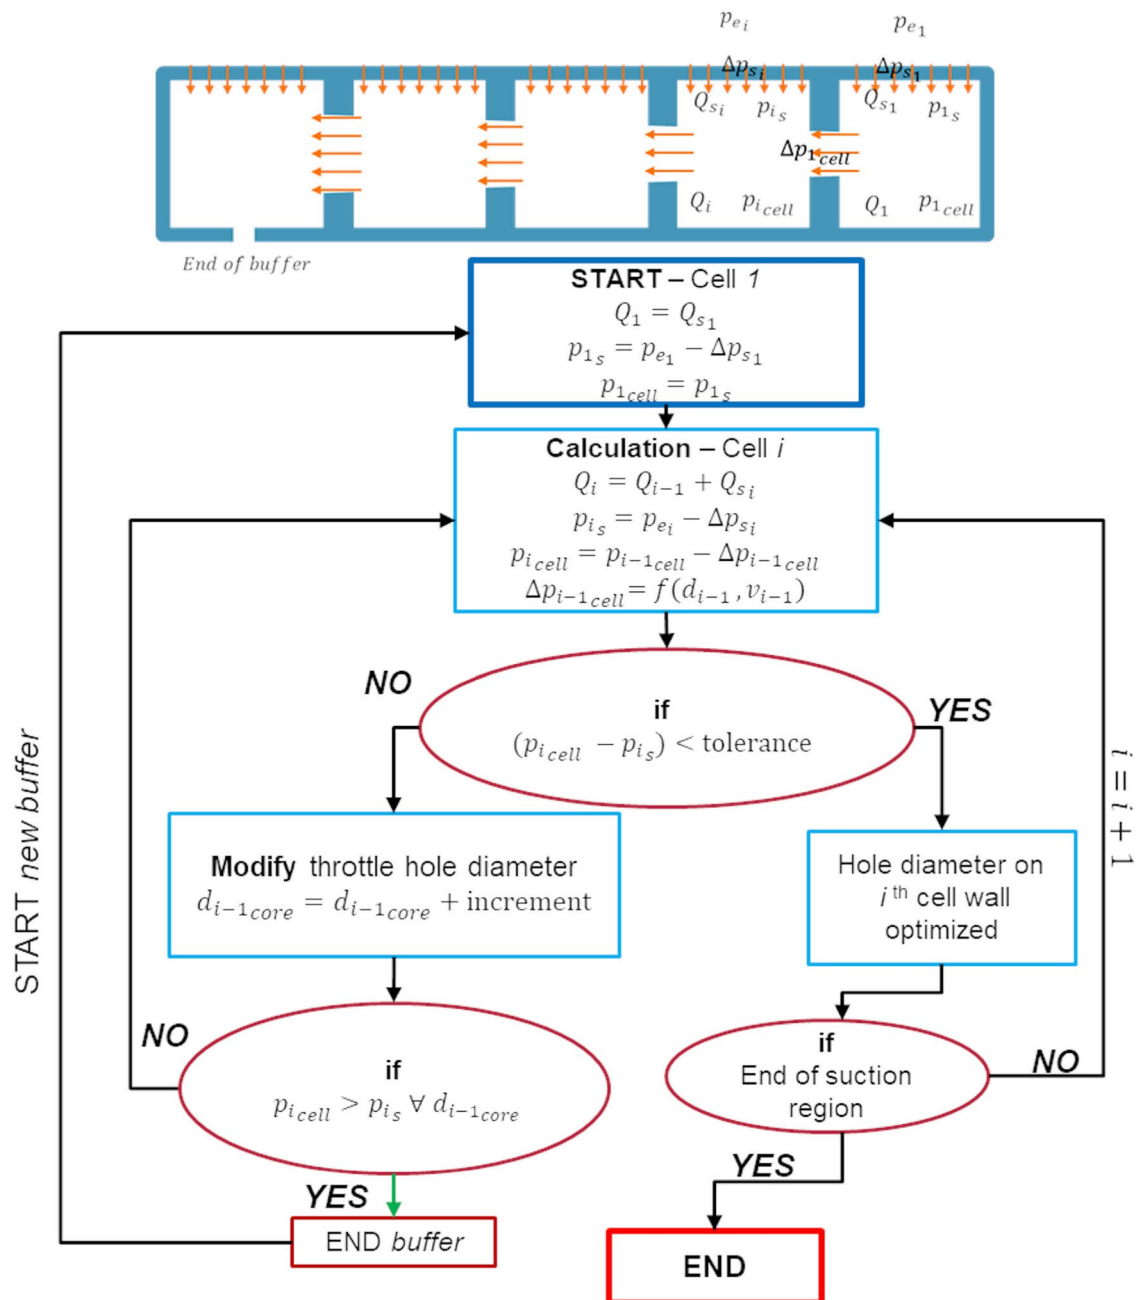 p_{e_i}
p_{e_1}
Δp_{s_i}
Δp_{s_1}
Q_{s_i}
p_{i_s}
Q_{s_1}
p_{1_s}
Δp_{1_{cell}}
Q_i
p_{i_{cell}}
Q_1
p_{1_{cell}}
End of buffer
START – Cell 1
Q_1 = Q_{s_1}
p_{1_s} = p_{e_1} − Δp_{s_1}
p_{1_{cell}} = p_{1_s}
Calculation – Cell i
Q_i = Q_{i−1} + Q_{s_i}
p_{i_s} = p_{e_i} − Δp_{s_i}
p_{i_{cell}} = p_{i−1_{cell}} − Δp_{i−1_{cell}}
Δp_{i−1_{cell}} = f(d_{i−1}, v_{i−1})
NO
if
(p_{i_{cell}} − p_{i_s}) < tolerance
YES
START new buffer
i = i + 1
Modify throttle hole diameter
d_{i−1_{core}} = d_{i−1_{core}} + increment
Hole diameter on
i th cell wall
optimized
NO
if
p_{i_{cell}} > p_{i_s} ∀ d_{i−1_{core}}
if
End of suction
region
NO
YES
YES
END buffer
END